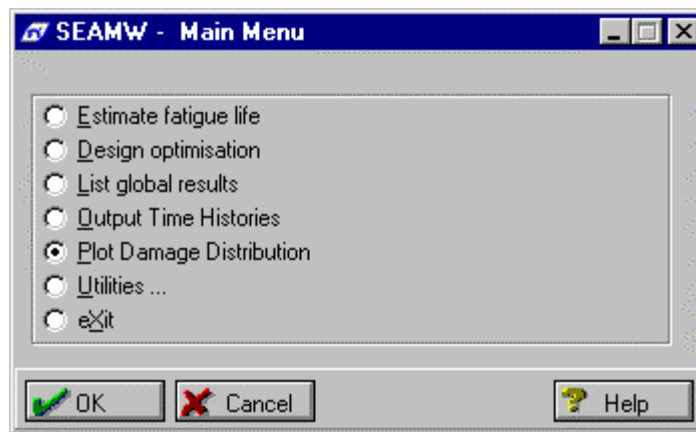 SEAMW - Main Menu
Estimate fatigue life
Design optimisation
List global results
Output Time Histories
Plot Damage Distribution
Utilities ...
eXit
OK Cancel Help